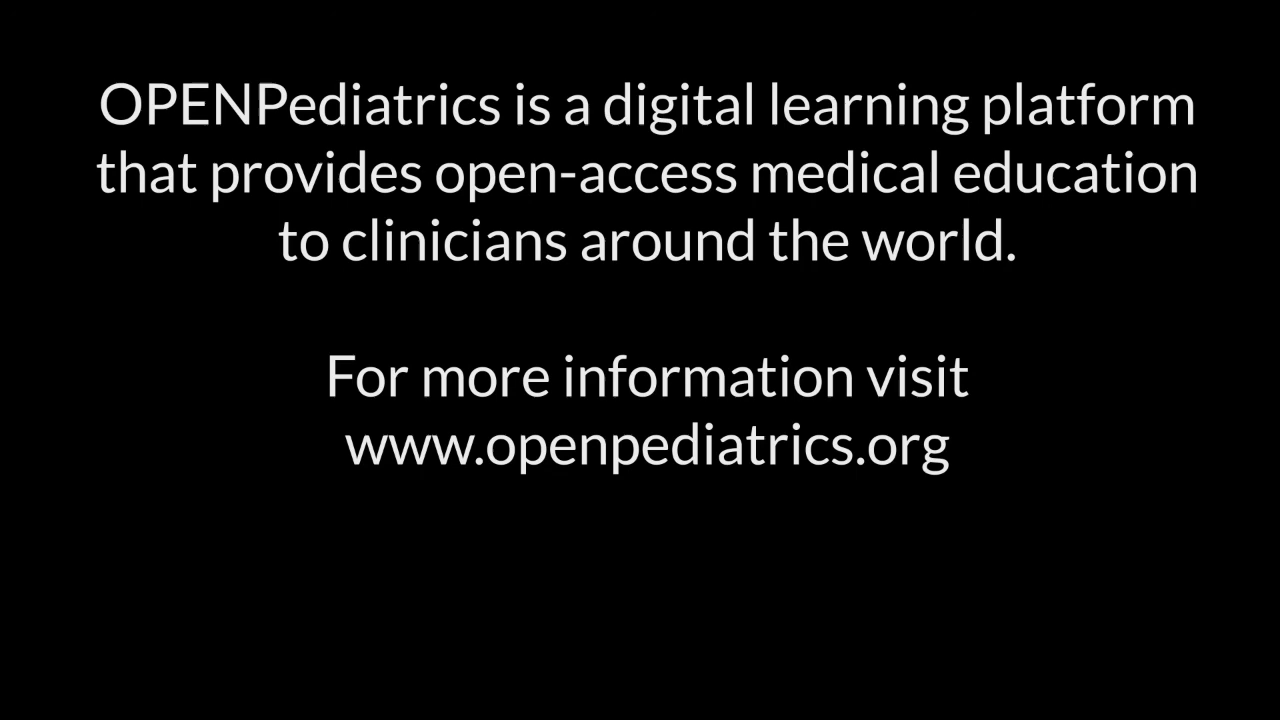 OPENPediatrics is a digital learning platform
that provides open-access medical education
to clinicians around the world.
For more information visit
www.openpediatrics.org